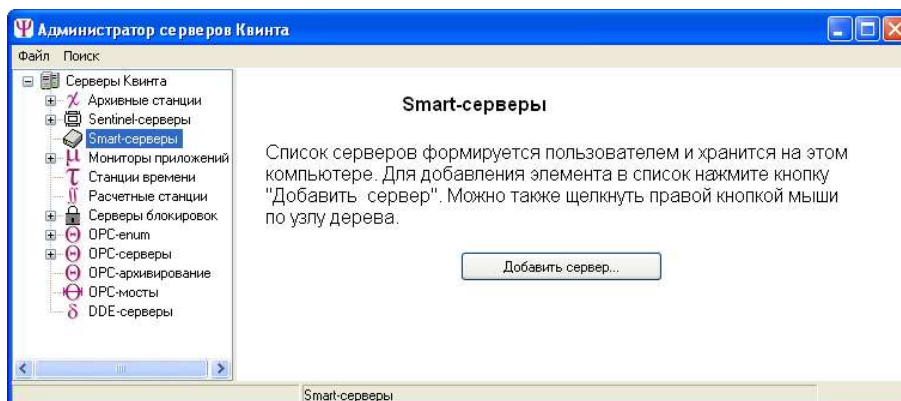 Администратор серверов Квинта
Файл Поиск
Серверы Квинта
Архивные станции
Sentinel-серверы
Smart-серверы
Мониторы приложений
Станции времени
Расчетные станции
Серверы блокировок
OPC-enum
OPC-серверы
OPC-архивирование
OPC-мосты
DDE-серверы
Smart-серверы
Список серверов формируется пользователем и хранится на этом
компьютере. Для добавления элемента в список нажмите кнопку
"Добавить сервер". Можно также щелкнуть правой кнопкой мыши
по узлу дерева.
Добавить сервер...
Smart-серверы